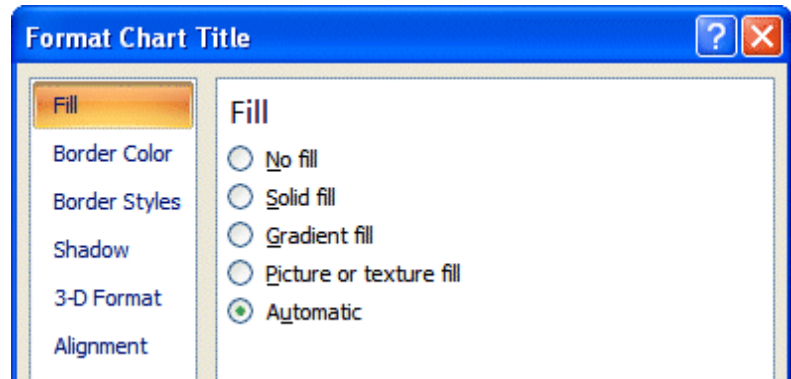 Format Chart Title
?
Fill
Border Color
Border Styles
Shadow
3-D Format
Alignment
Fill
No fill
Solid fill
Gradient fill
Picture or texture fill
Automatic